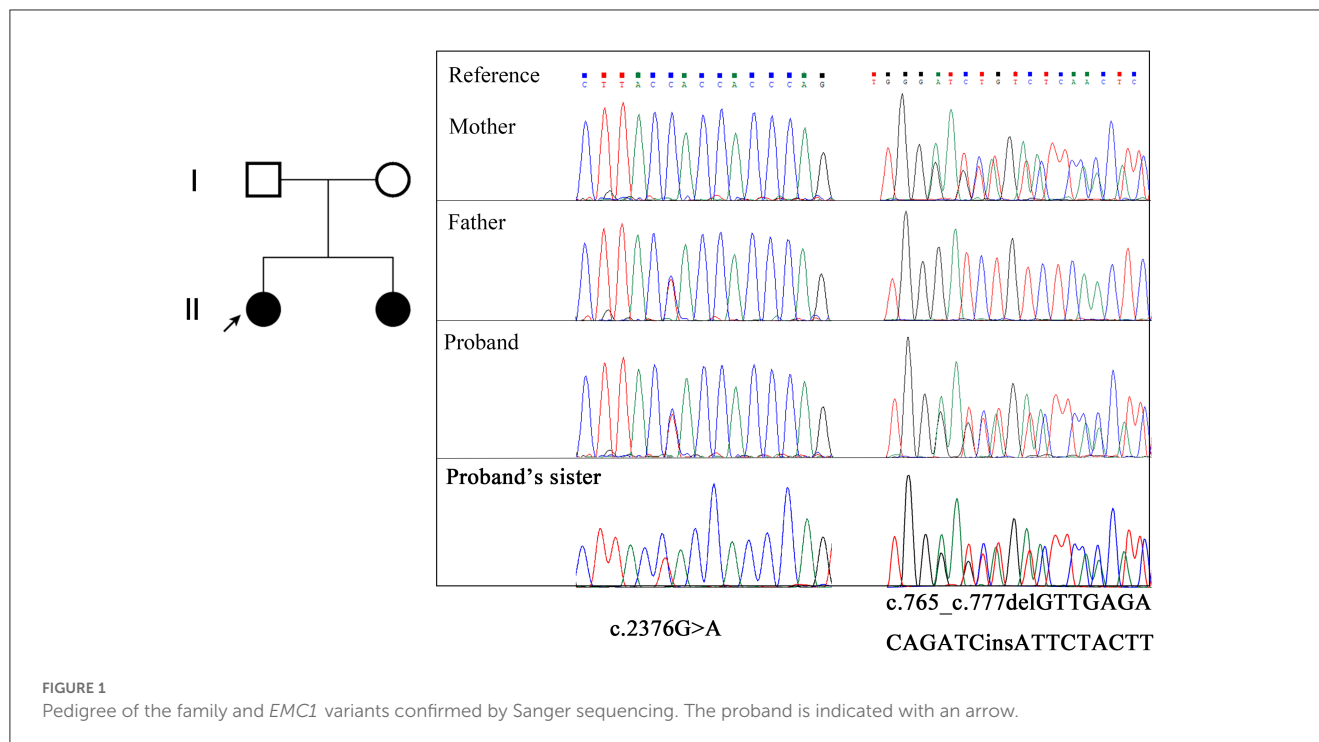 Reference
C T T A C C A C C A C C C A G
T G G G A T C T G T C T C A A C T C
Mother
I
Father
II
Proband
Proband's sister
c.2376G>A
c.765_c.777delGTTGAGA
CAGATCinsATTCTACTT
FIGURE 1
Pedigree of the family and EMC1 variants confirmed by Sanger sequencing. The proband is indicated with an arrow.